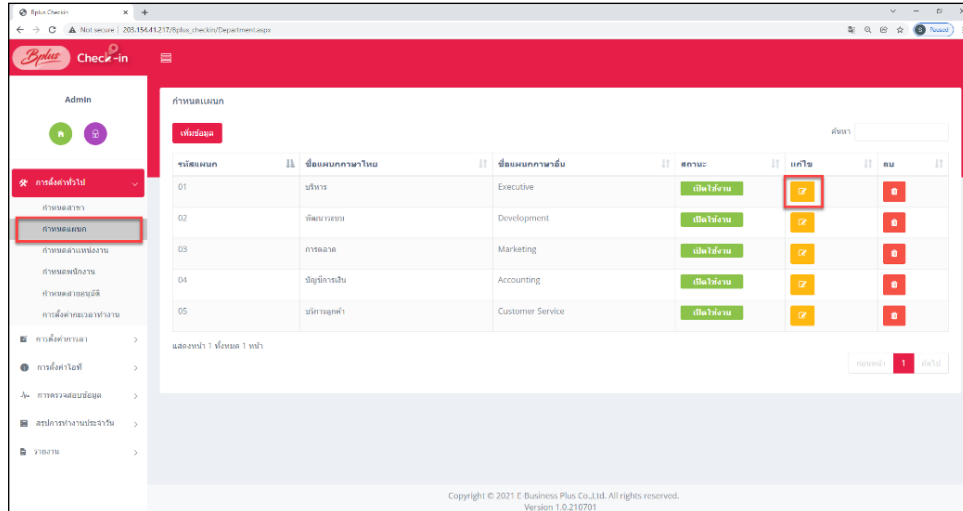 Bplus Checkin
Not secure | 203.154.41.217/Bplus_checkin/Department.aspx
Paused
Bplus Check-in
Admin
กำหนดแผนก
เพิ่มข้อมูล
ค้นหา
รหัสแผนก ชื่อแผนกภาษาไทย ชื่อแผนกภาษาอื่น สถานะ แก้ไข ลบ
01 บริหาร Executive เปิดใช้งาน
02 พัฒนาระบบ Development เปิดใช้งาน
03 การตลาด Marketing เปิดใช้งาน
04 บัญชีการเงิน Accounting เปิดใช้งาน
05 บริการลูกค้า Customer Service เปิดใช้งาน
แสดงหน้า 1 ทั้งหมด 1 หน้า
ก่อนหน้า 1 ถัดไป
การตั้งค่าทั่วไป
กำหนดสาขา
กำหนดแผนก
กำหนดตำแหน่งงาน
กำหนดพนักงาน
กำหนดสายอนุมัติ
การตั้งค่ากะเวลาทำงาน
การตั้งค่าการลา
การตั้งค่าโอที
การตรวจสอบข้อมูล
สรุปการทำงานประจำวัน
รายงาน
Copyright © 2021 E-Business Plus Co.,Ltd. All rights reserved.
Version 1.0.210701